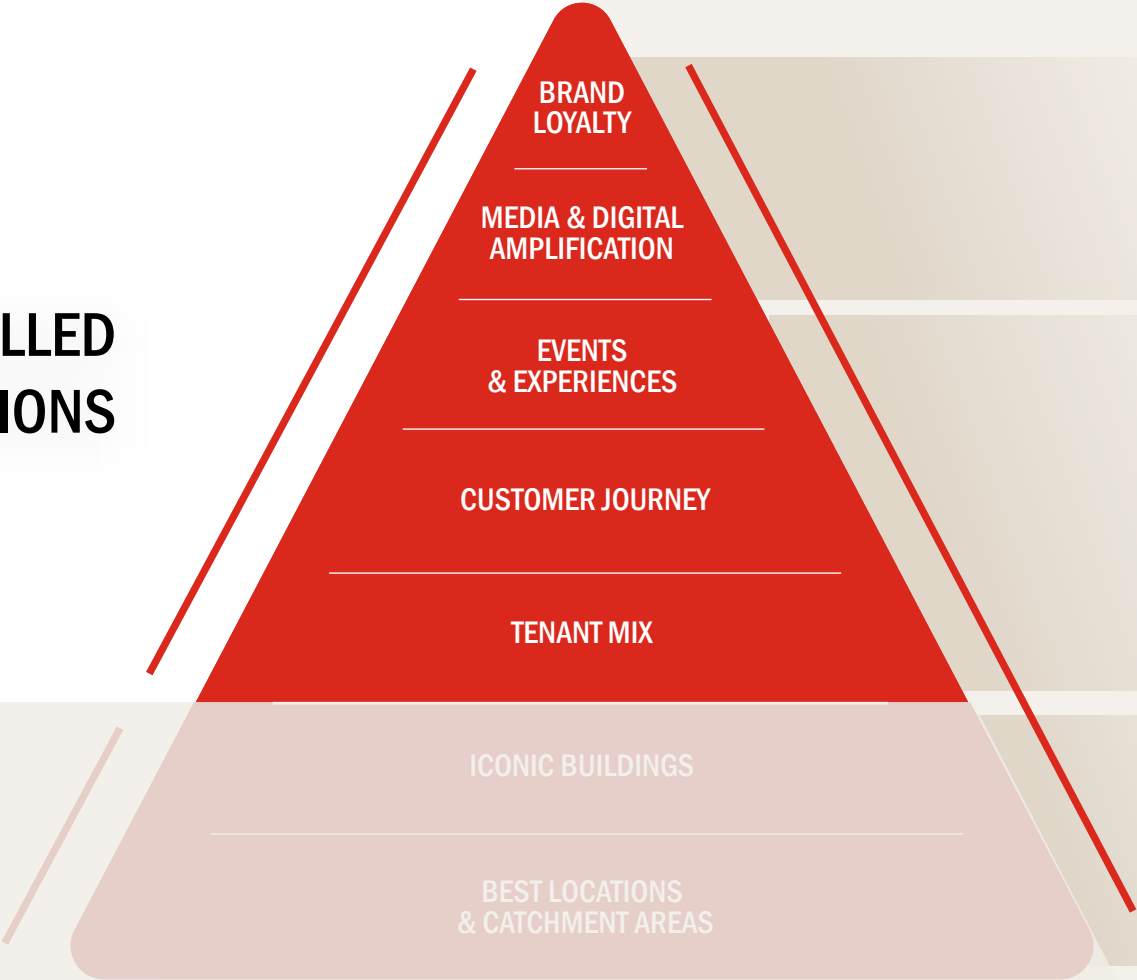 BRAND
LOYALTY
MEDIA & DIGITAL
AMPLIFICATION
LLED
IONS
EVENTS
& EXPERIENCES
CUSTOMER JOURNEY
TENANT MIX
ICONIC BUILDINGS
BEST LOCATIONS
& CATCHMENT AREAS